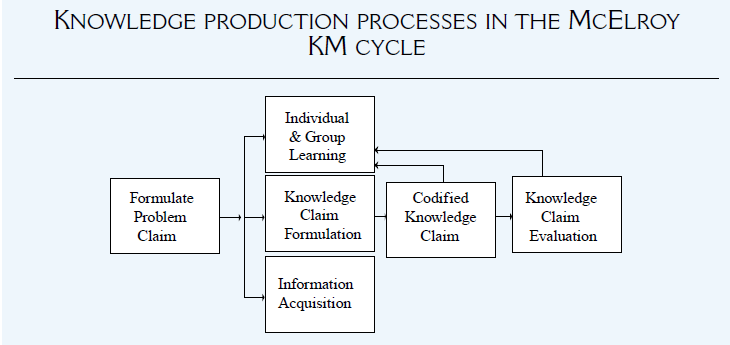 KNOWLEDGE PRODUCTION PROCESSES IN THE MCELROY
KM CYCLE
Individual
& Group
Learning
Formulate
Problem
Claim
Knowledge
Claim
Formulation
Codified
Knowledge
Claim
Knowledge
Claim
Evaluation
Information
Acquisition